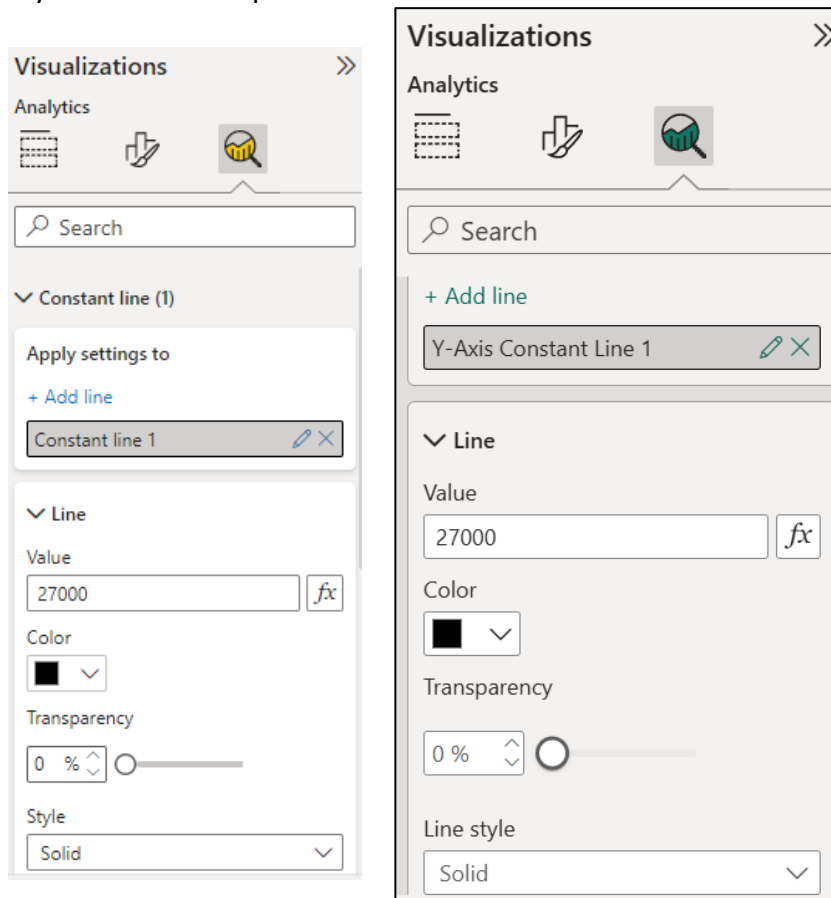 Visualizations
Analytics
Search
Constant line (1)
Apply settings to
+ Add line
Constant line 1
Line
Value
27000
fx
Color
Transparency
0 %
Style
Solid
Visualizations
Analytics
Search
+ Add line
Y-Axis Constant Line 1
Line
Value
27000
fx
Color
Transparency
0 %
Line style
Solid